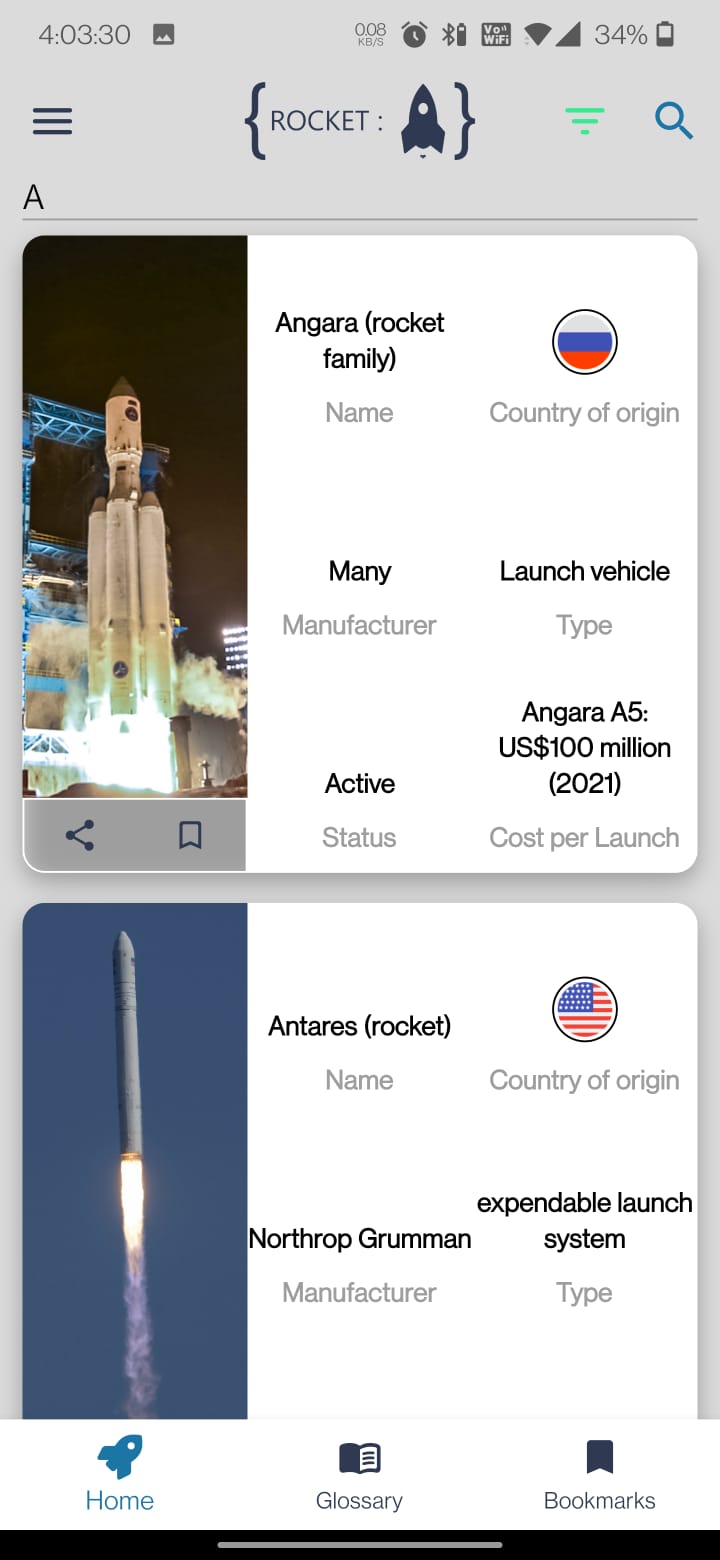 4:03:30 0.08 KB/S Vo)) WiFi 34%
{ ROCKET : }
A
Angara (rocket
family)
Name
Country of origin
Many
Manufacturer
Launch vehicle
Type
Active
Status
Angara A5:
US$100 million
(2021)
Cost per Launch
Antares (rocket)
Name
Country of origin
Northrop Grumman
Manufacturer
expendable launch
system
Type
Home
Glossary
Bookmarks